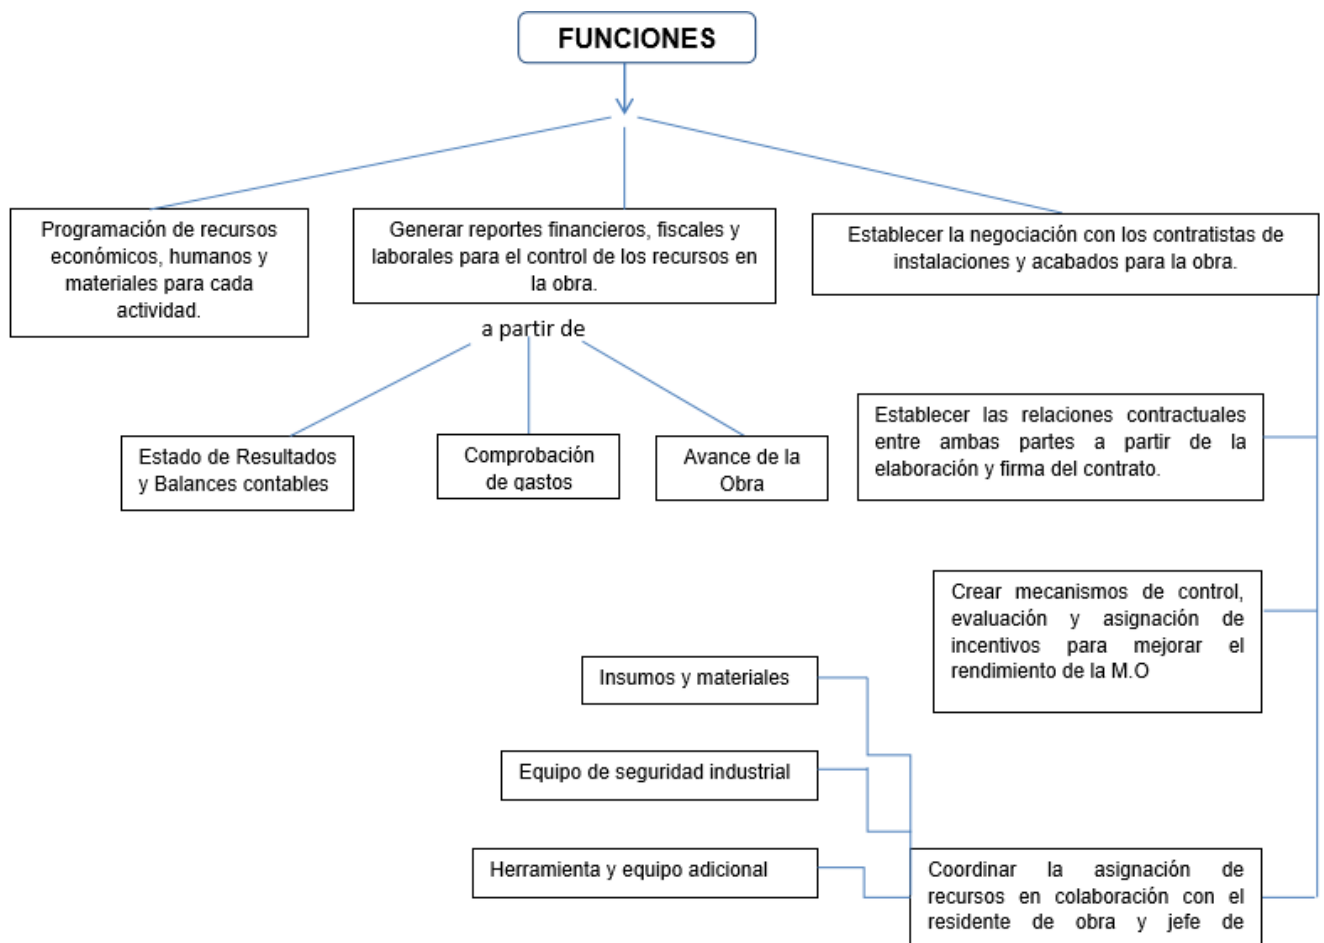 FUNCIONES
Programación de recursos
económicos, humanos y
materiales para cada
actividad.
Generar reportes financieros, fiscales y
laborales para el control de los recursos en
la obra.
Establecer la negociación con los contratistas de
instalaciones y acabados para la obra.
a partir de
Estado de Resultados
y Balances contables
Comprobación
de gastos
Avance de la
Obra
Establecer las relaciones contractuales
entre ambas partes a partir de la
elaboración y firma del contrato.
Crear mecanismos de control,
evaluación y asignación de
incentivos para mejorar el
rendimiento de la M.O
Insumos y materiales
Equipo de seguridad industrial
Herramienta y equipo adicional
Coordinar la asignación de
recursos en colaboración con el
residente de obra y jefe de